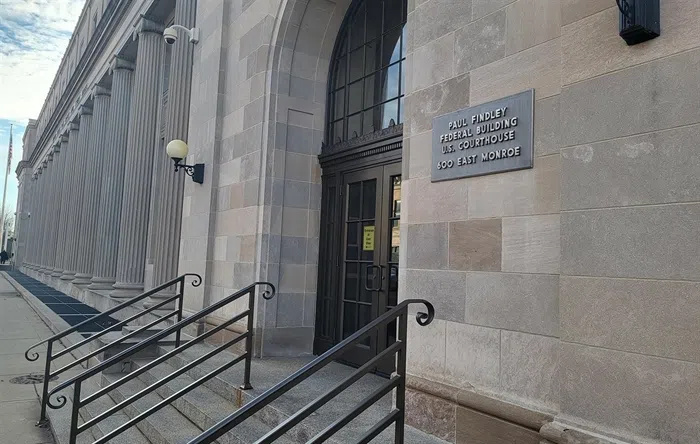 PAUL FINDLEY
FEDERAL BUILDING
U.S. COURTHOUSE
600 EAST MONROE